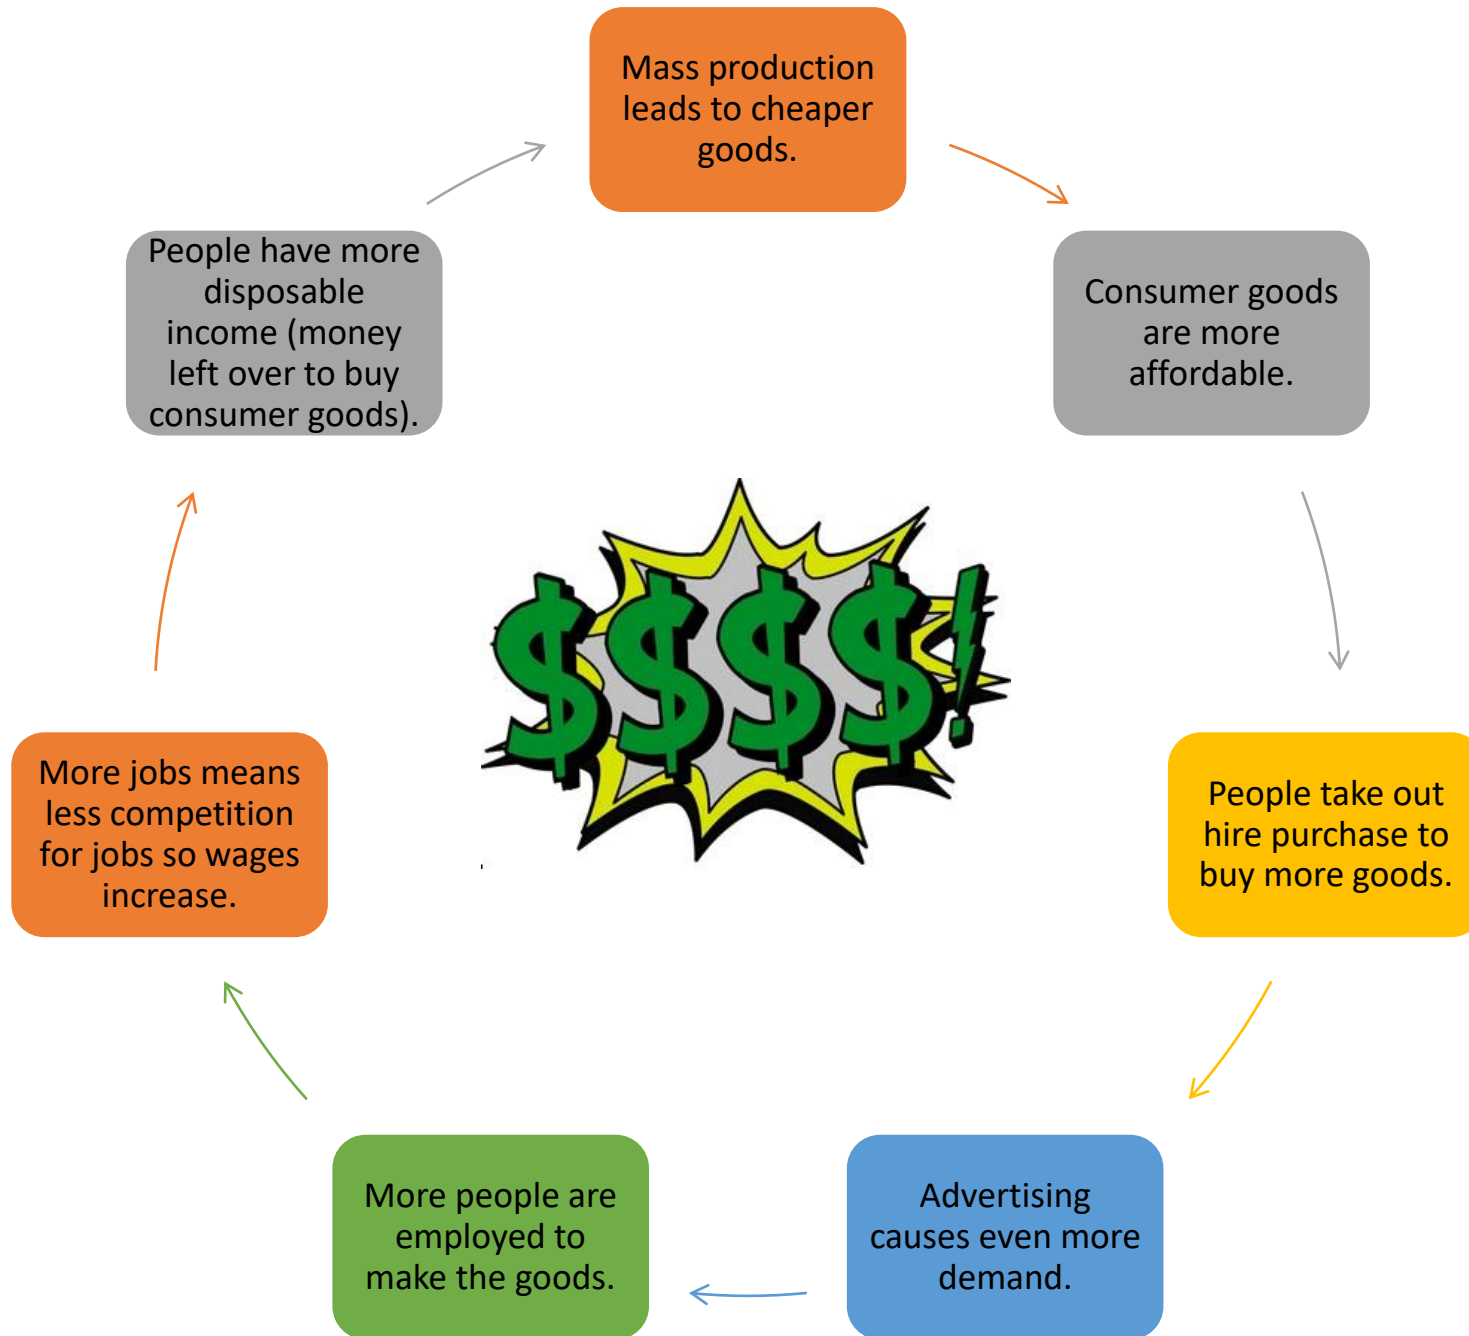 Mass production
leads to cheaper
goods.
Consumer goods
are more
affordable.
People take out
hire purchase to
buy more goods.
Advertising
causes even more
demand.
More people are
employed to
make the goods.
More jobs means
less competition
for jobs so wages
increase.
People have more
disposable
income (money
left over to buy
consumer goods).
$$$$!